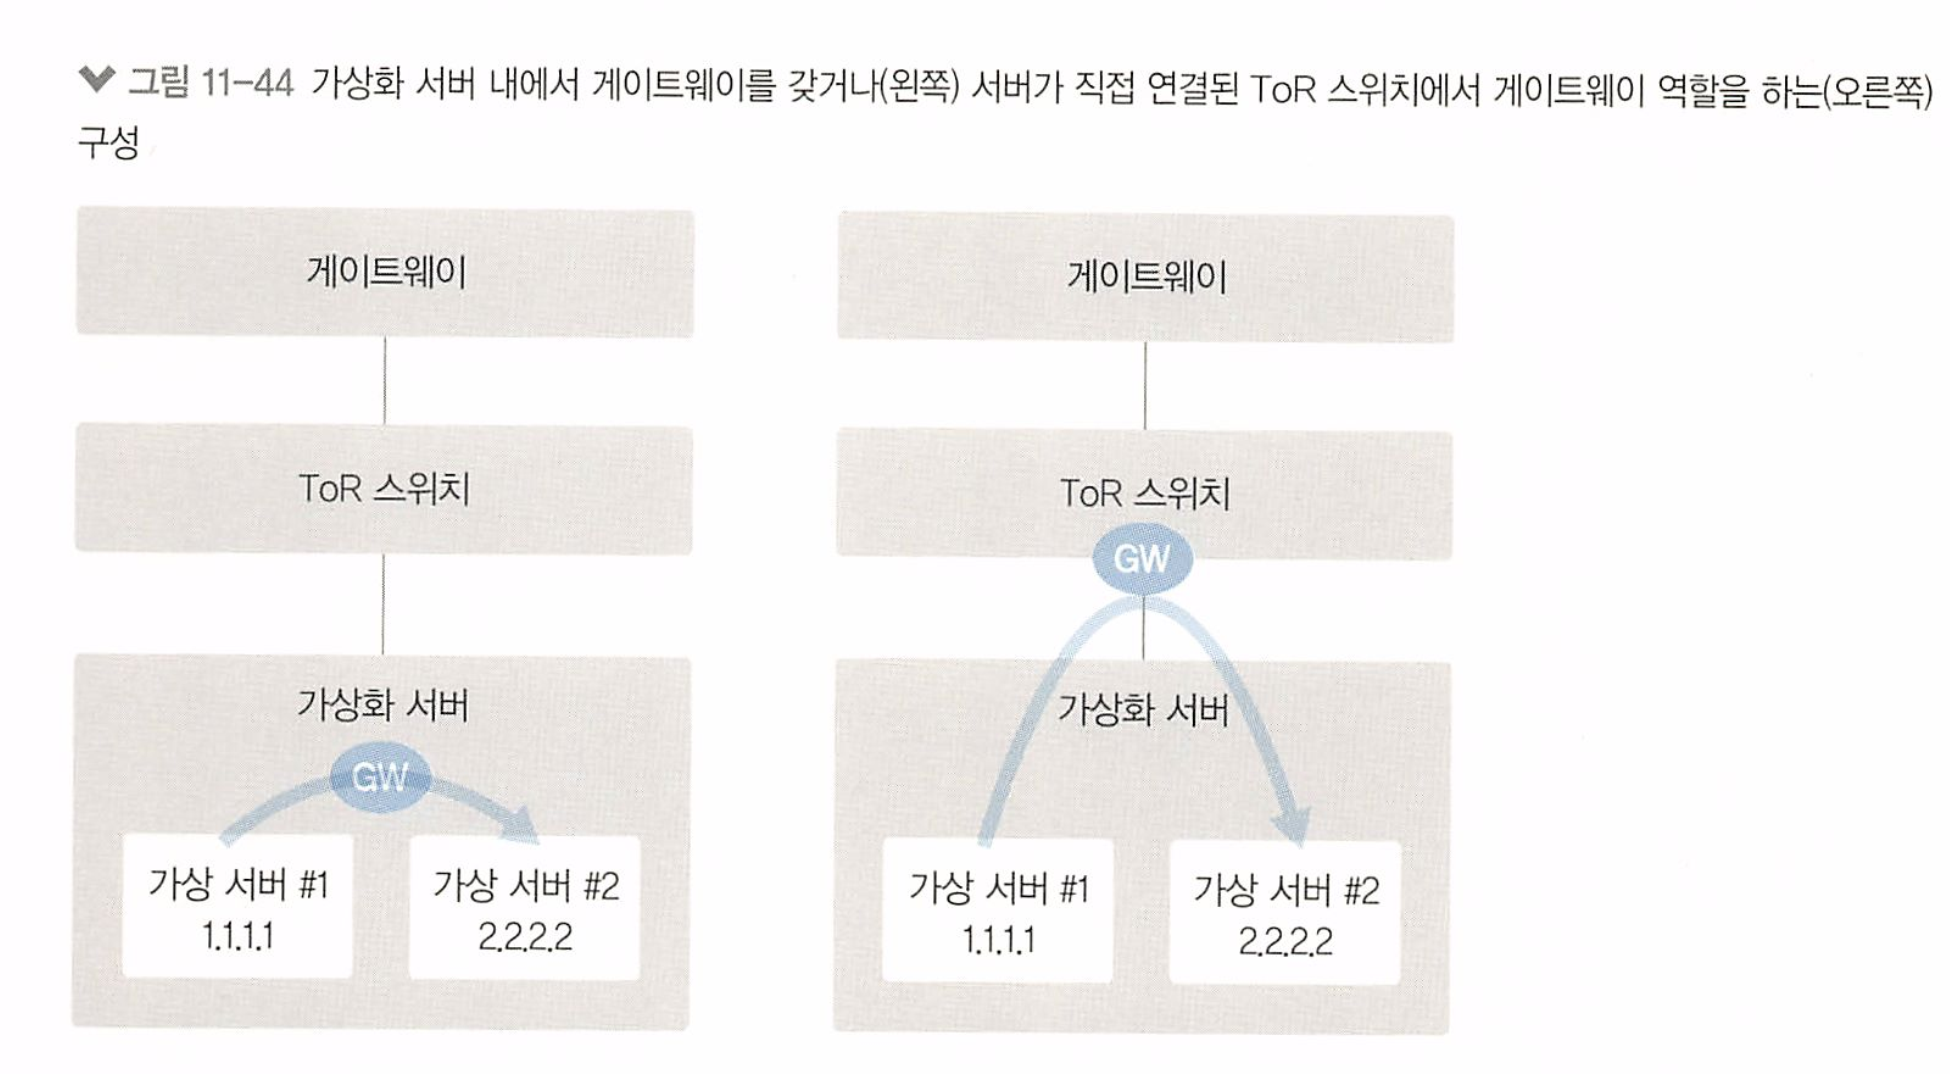 그림 11-44 가상화 서버 내에서 게이트웨이를 갖거나(왼쪽) 서버가 직접 연결된 ToR 스위치에서 게이트웨이 역할을 하는(오른쪽)
구성
게이트웨이
ToR 스위치
가상화 서버
GW
가상 서버 #1
1.1.1.1
가상 서버 #2
2.2.2.2
게이트웨이
ToR 스위치
GW
가상화 서버
가상 서버 #1
1.1.1.1
가상 서버 #2
2.2.2.2